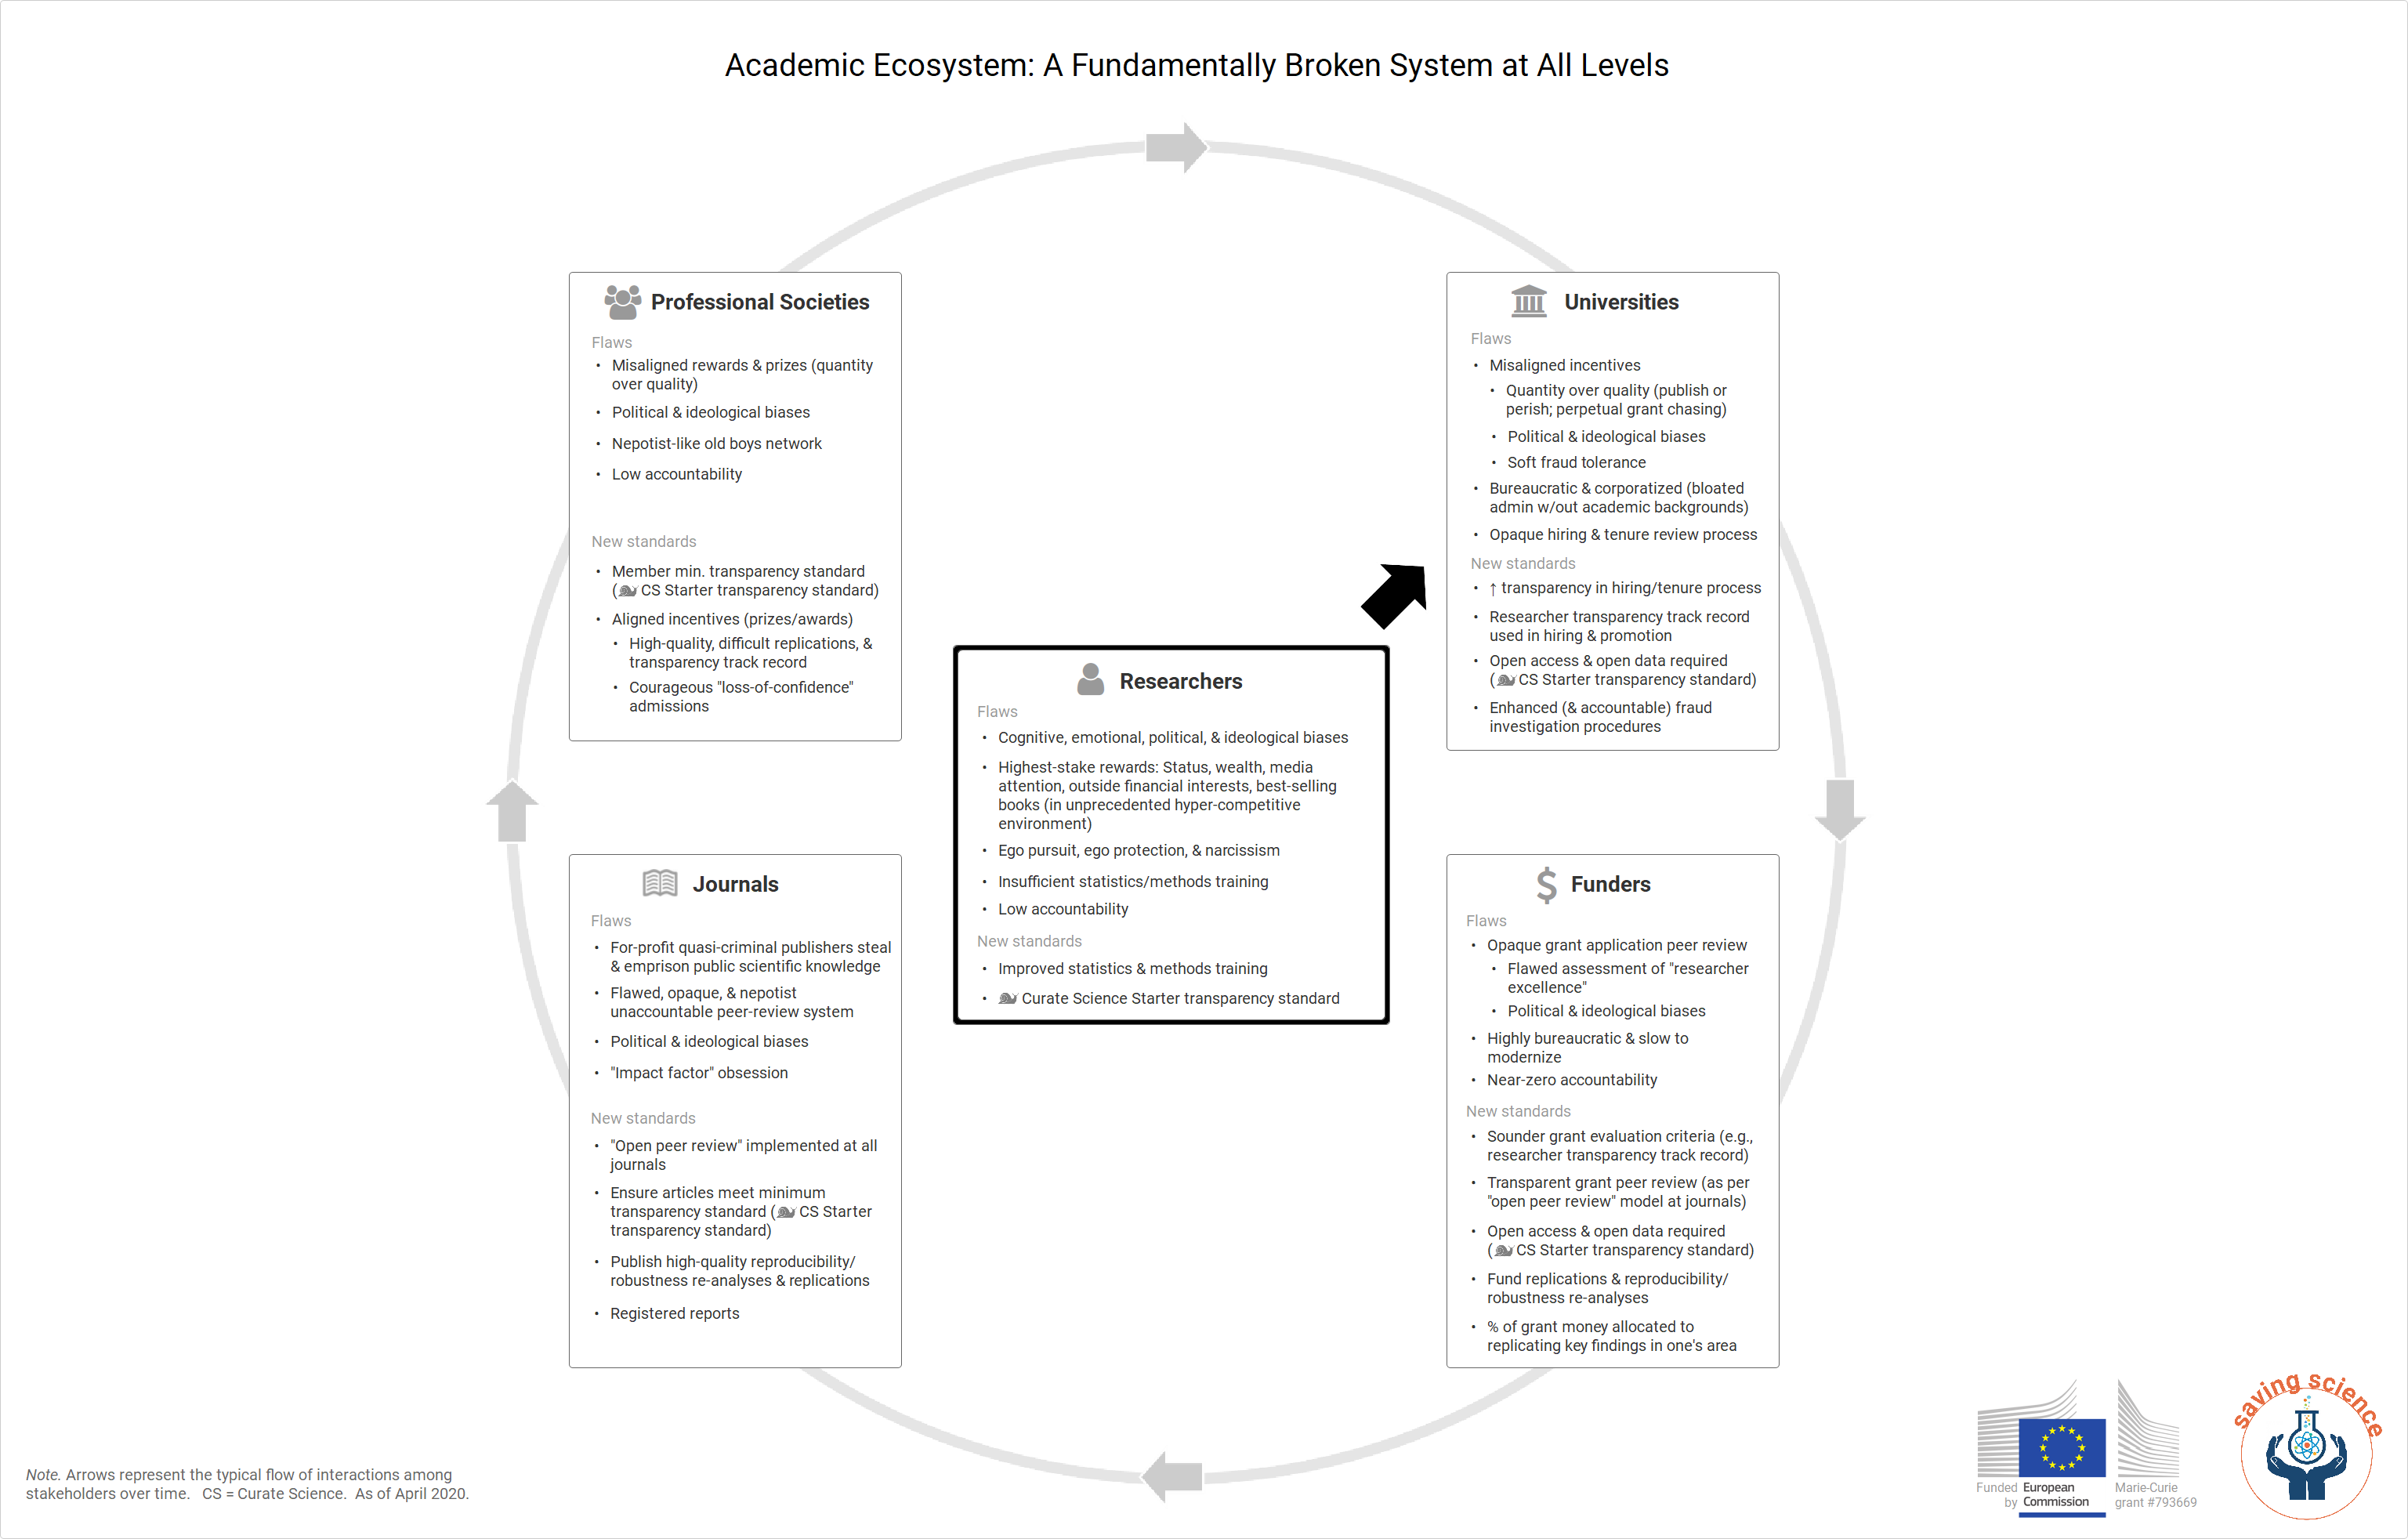 Academic Ecosystem: A Fundamentally Broken System at All Levels
Professional Societies
Flaws
• Misaligned rewards & prizes (quantity
over quality)
• Political & ideological biases
• Nepotist-like old boys network
• Low accountability
New standards
• Member min. transparency standard
( CS Starter transparency standard)
• Aligned incentives (prizes/awards)
• High-quality, difficult replications, &
transparency track record
• Courageous "loss-of-confidence"
admissions
Universities
Flaws
• Misaligned incentives
• Quantity over quality (publish or
perish; perpetual grant chasing)
• Political & ideological biases
• Soft fraud tolerance
• Bureaucratic & corporatized (bloated
admin w/out academic backgrounds)
• Opaque hiring & tenure review process
New standards
• ↑ transparency in hiring/tenure process
• Researcher transparency track record
used in hiring & promotion
• Open access & open data required
( CS Starter transparency standard)
• Enhanced (& accountable) fraud
investigation procedures
Researchers
Flaws
• Cognitive, emotional, political, & ideological biases
• Highest-stake rewards: Status, wealth, media
attention, outside financial interests, best-selling
books (in unprecedented hyper-competitive
environment)
• Ego pursuit, ego protection, & narcissism
• Insufficient statistics/methods training
• Low accountability
New standards
• Improved statistics & methods training
• Curate Science Starter transparency standard
Journals
Flaws
• For-profit quasi-criminal publishers steal
& emprison public scientific knowledge
• Flawed, opaque, & nepotist
unaccountable peer-review system
• Political & ideological biases
• "Impact factor" obsession
New standards
• "Open peer review" implemented at all
journals
• Ensure articles meet minimum
transparency standard ( CS Starter
transparency standard)
• Publish high-quality reproducibility/
robustness re-analyses & replications
• Registered reports
Funders
Flaws
• Opaque grant application peer review
• Flawed assessment of "researcher
excellence"
• Political & ideological biases
• Highly bureaucratic & slow to
modernize
• Near-zero accountability
New standards
• Sounder grant evaluation criteria (e.g.,
researcher transparency track record)
• Transparent grant peer review (as per
"open peer review" model at journals)
• Open access & open data required
( CS Starter transparency standard)
• Fund replications & reproducibility/
robustness re-analyses
• % of grant money allocated to
replicating key findings in one's area
Note. Arrows represent the typical flow of interactions among
stakeholders over time. CS = Curate Science. As of April 2020.
Funded by
European Commission
Marie-Curie
grant #793669
saving science